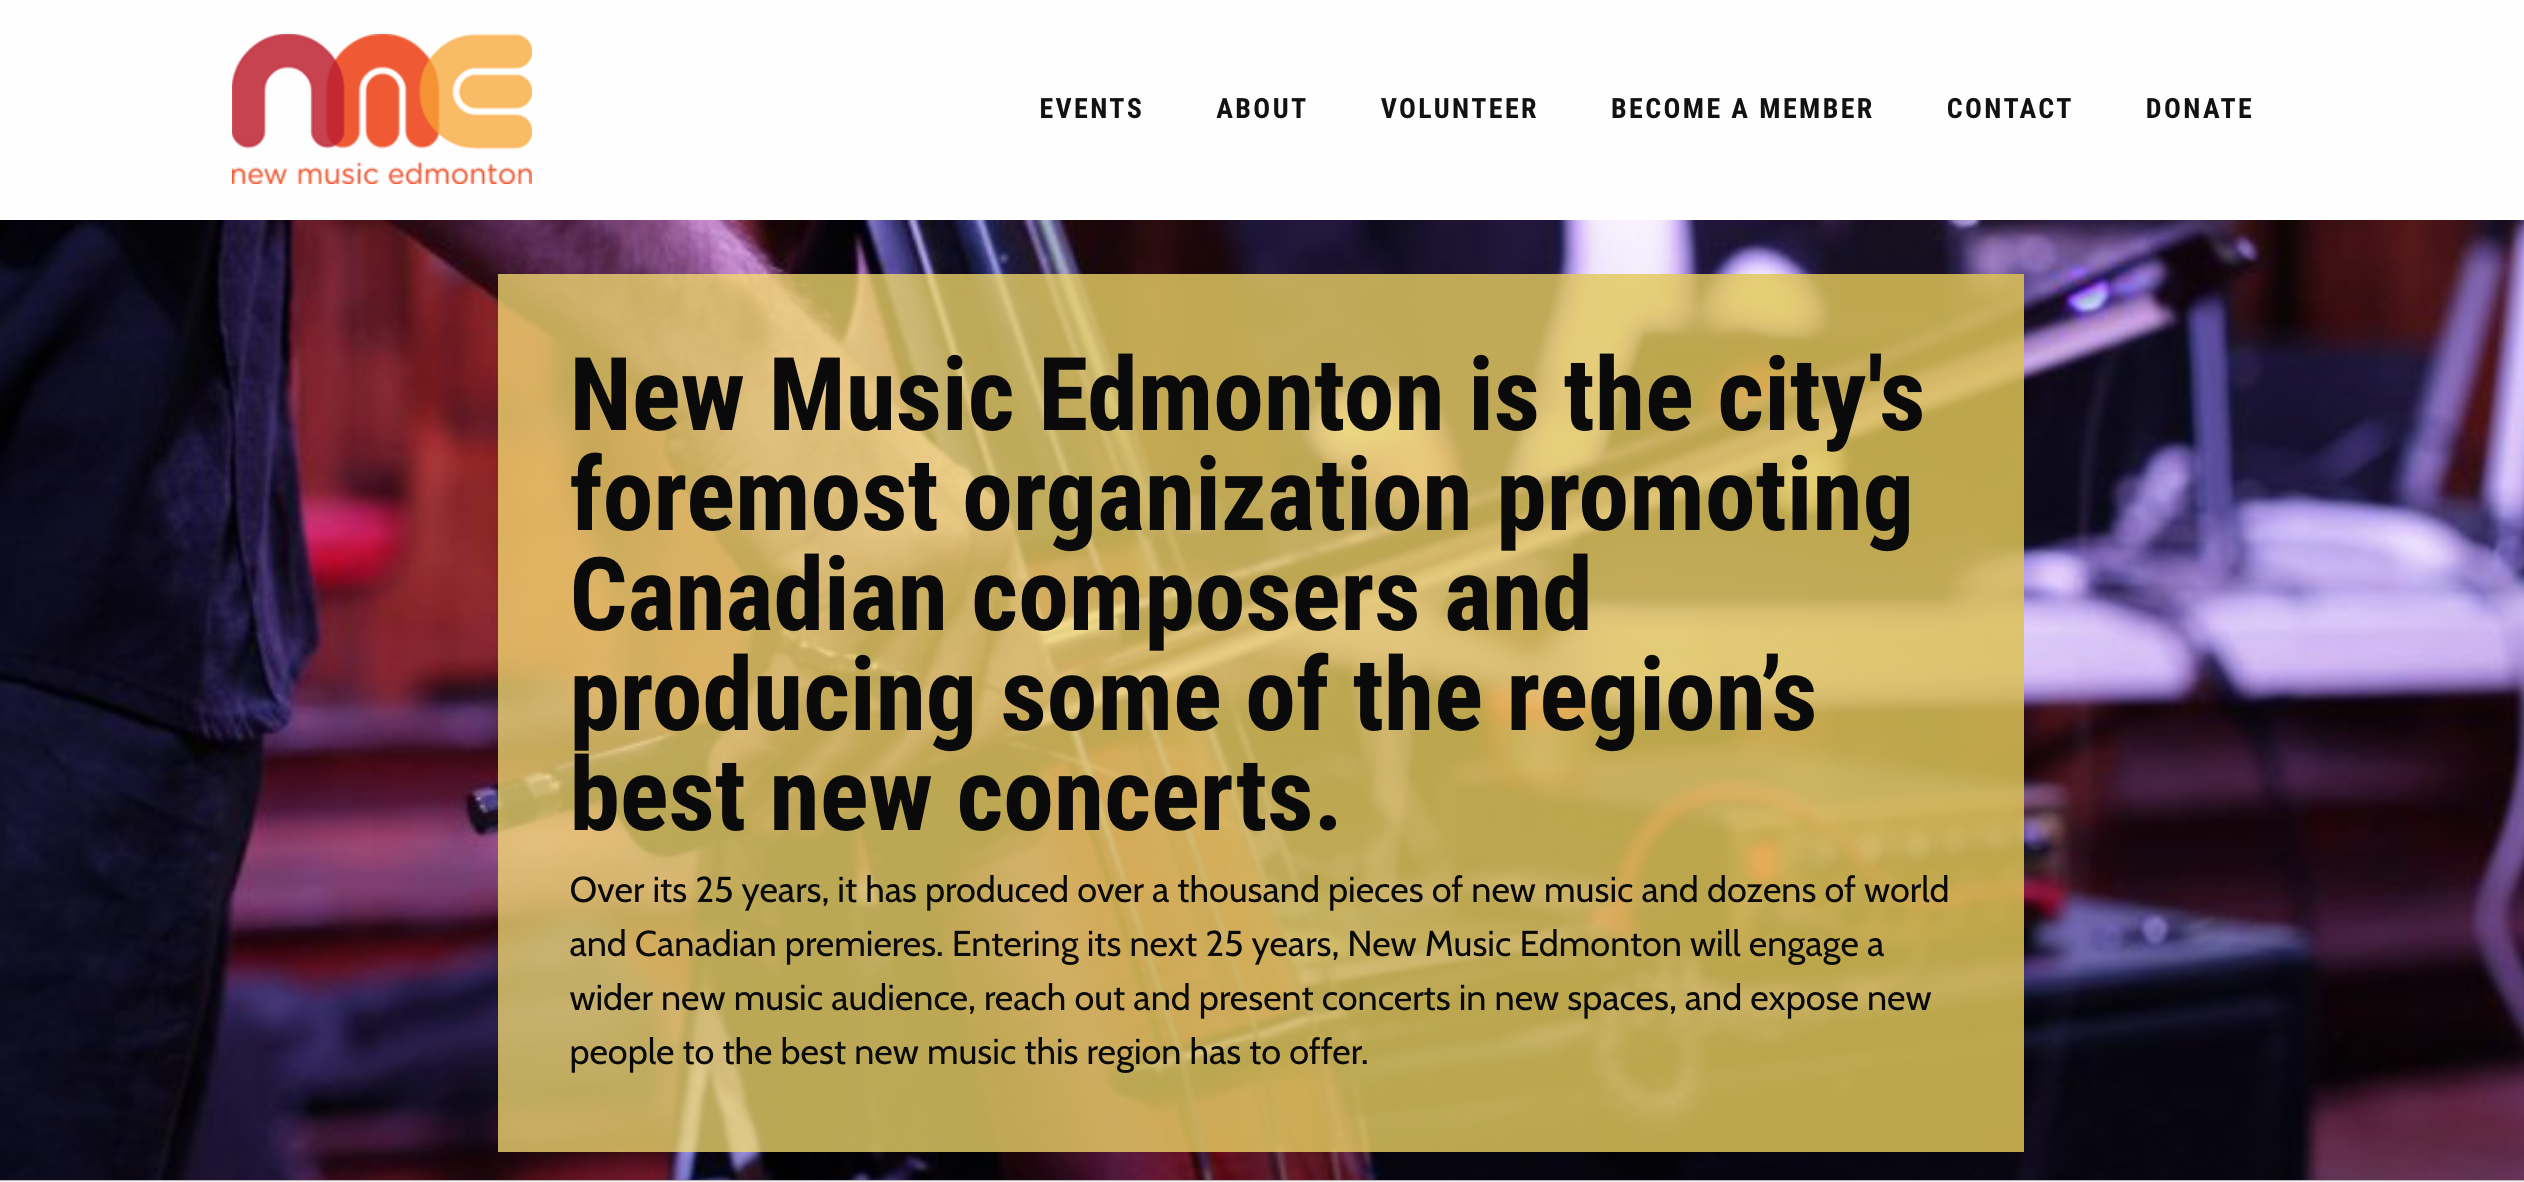 nme
new music edmonton
EVENTS ABOUT VOLUNTEER BECOME A MEMBER CONTACT DONATE
New Music Edmonton is the city's
foremost organization promoting
Canadian composers and
producing some of the region’s
best new concerts.
Over its 25 years, it has produced over a thousand pieces of new music and dozens of world
and Canadian premieres. Entering its next 25 years, New Music Edmonton will engage a
wider new music audience, reach out and present concerts in new spaces, and expose new
people to the best new music this region has to offer.